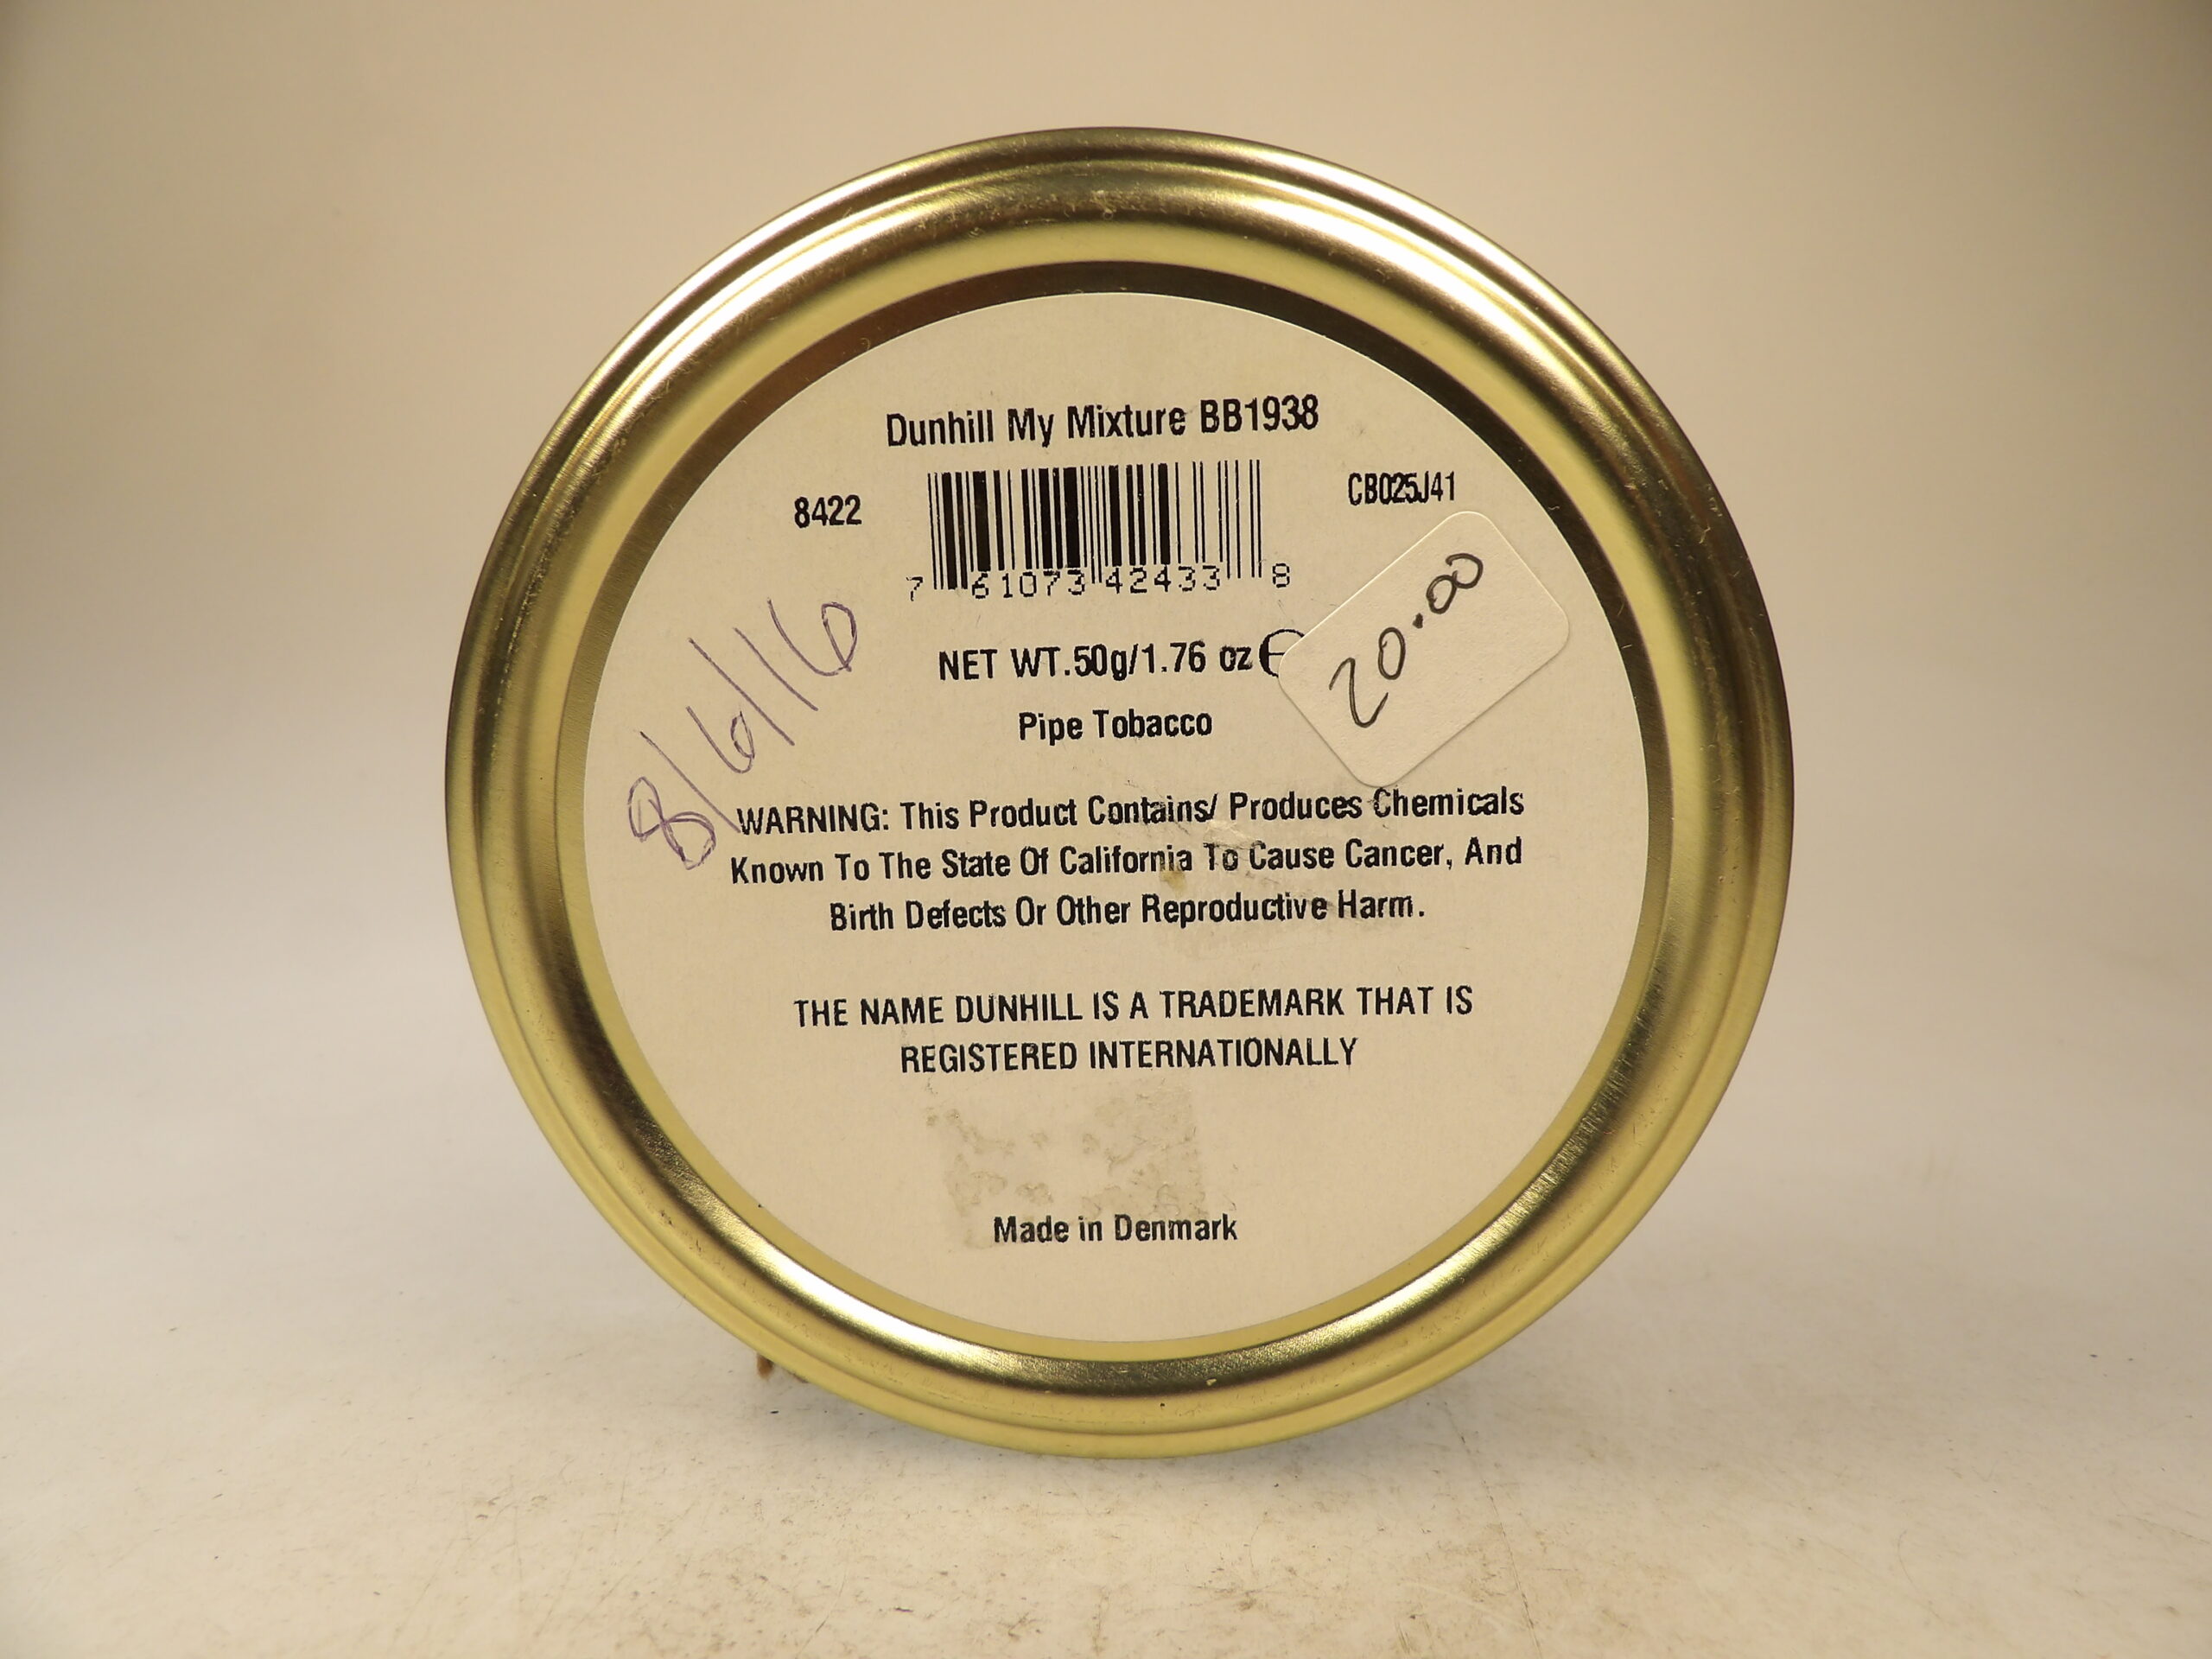 Dunhill My Mixture BB1938
8422
CB025J41
7 61073 42433 8
20.00
8/6/16
NET WT.50g/1.76 oz
Pipe Tobacco
WARNING: This Product Contains/ Produces Chemicals
Known To The State Of California To Cause Cancer, And
Birth Defects Or Other Reproductive Harm.
THE NAME DUNHILL IS A TRADEMARK THAT IS
REGISTERED INTERNATIONALLY
Made in Denmark